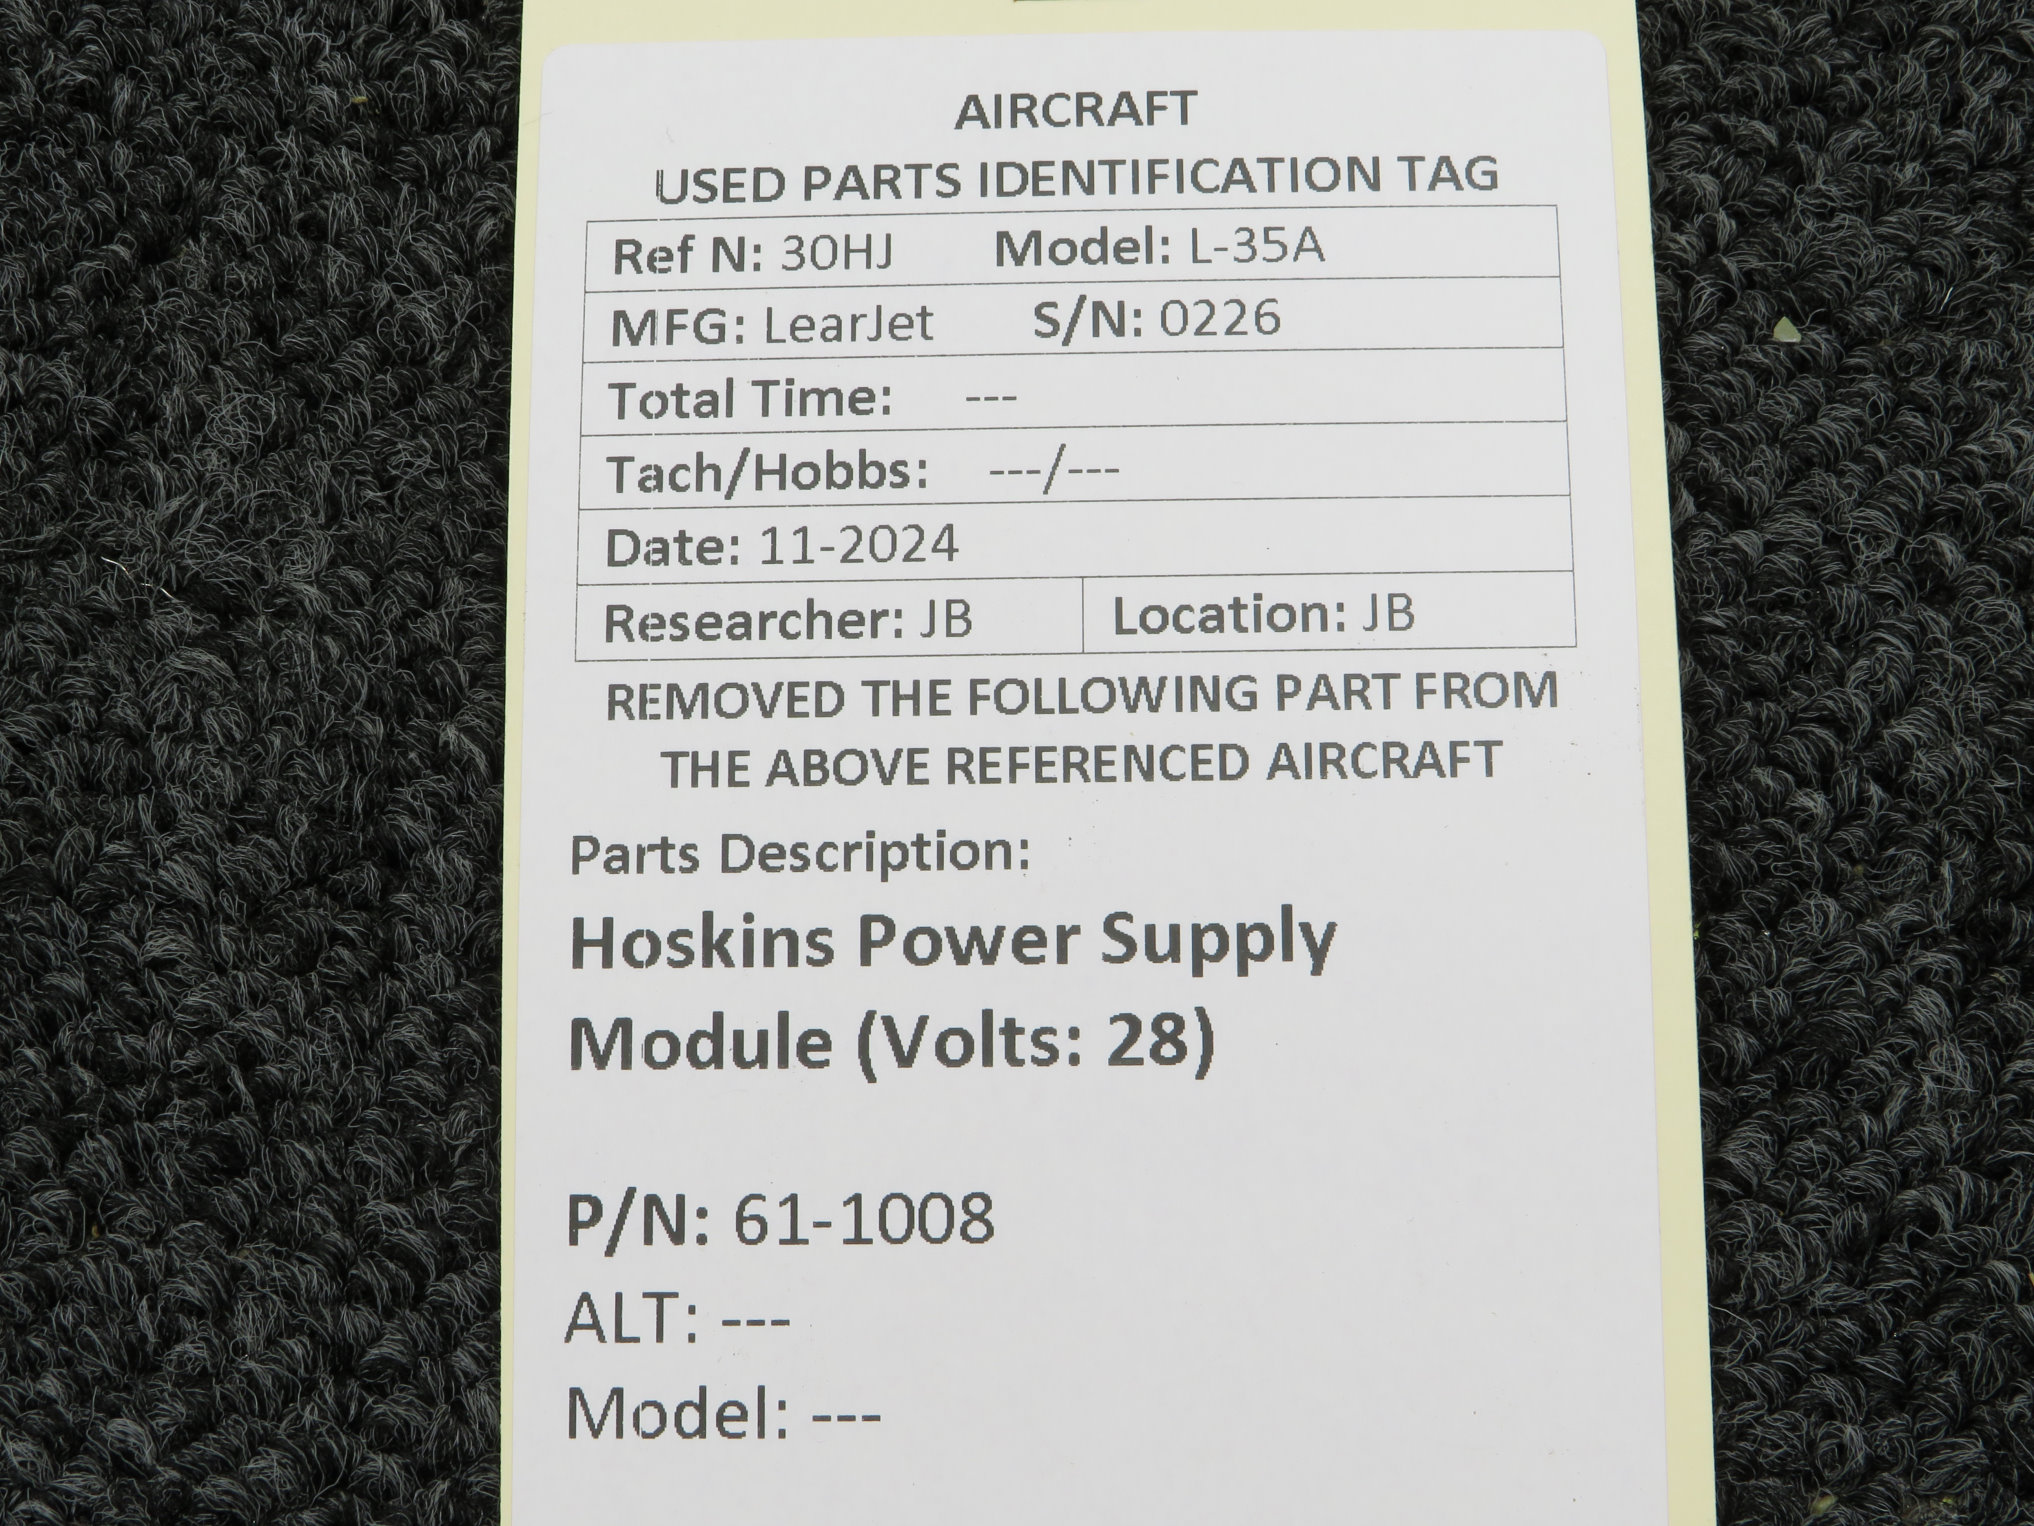 AIRCRAFT
USED PARTS IDENTIFICATION TAG
Ref N: 30HJ Model: L-35A
MFG: LearJet S/N: 0226
Total Time: ---
Tach/Hobbs: ---/---
Date: 11-2024
Researcher: JB Location: JB
REMOVED THE FOLLOWING PART FROM
THE ABOVE REFERENCED AIRCRAFT
Parts Description:
Hoskins Power Supply
Module (Volts: 28)
P/N: 61-1008
ALT: ---
Model: ---